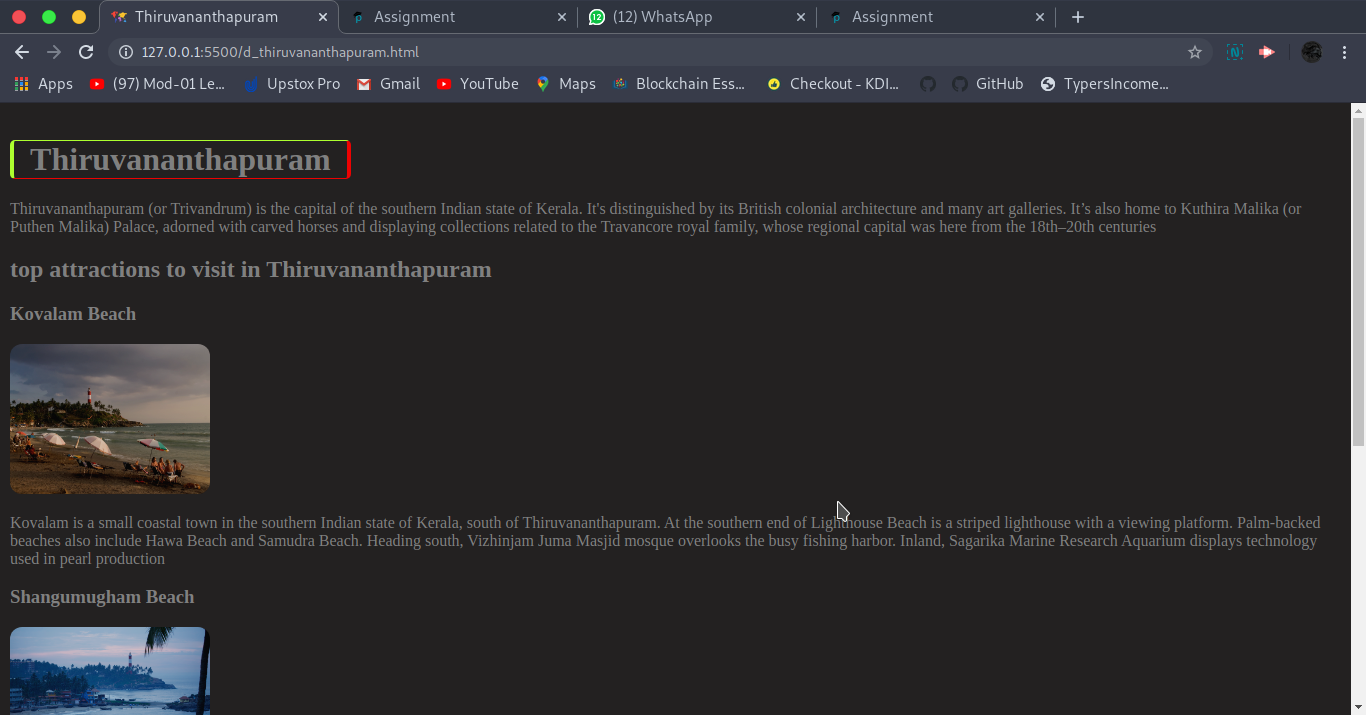 Thiruvananthapuram
Assignment
(12) WhatsApp
Assignment
127.0.0.1:5500/d_thiruvananthapuram.html
Apps
(97) Mod-01 Le...
Upstox Pro
Gmail
YouTube
Maps
Blockchain Ess...
Checkout - KDI...
GitHub
TypersIncome...
Thiruvananthapuram
Thiruvananthapuram (or Trivandrum) is the capital of the southern Indian state of Kerala. It's distinguished by its British colonial architecture and many art galleries. It’s also home to Kuthira Malika (or
Puthen Malika) Palace, adorned with carved horses and displaying collections related to the Travancore royal family, whose regional capital was here from the 18th–20th centuries
top attractions to visit in Thiruvananthapuram
Kovalam Beach
Kovalam is a small coastal town in the southern Indian state of Kerala, south of Thiruvananthapuram. At the southern end of Lighthouse Beach is a striped lighthouse with a viewing platform. Palm-backed
beaches also include Hawa Beach and Samudra Beach. Heading south, Vizhinjam Juma Masjid mosque overlooks the busy fishing harbor. Inland, Sagarika Marine Research Aquarium displays technology
used in pearl production
Shangumugham Beach